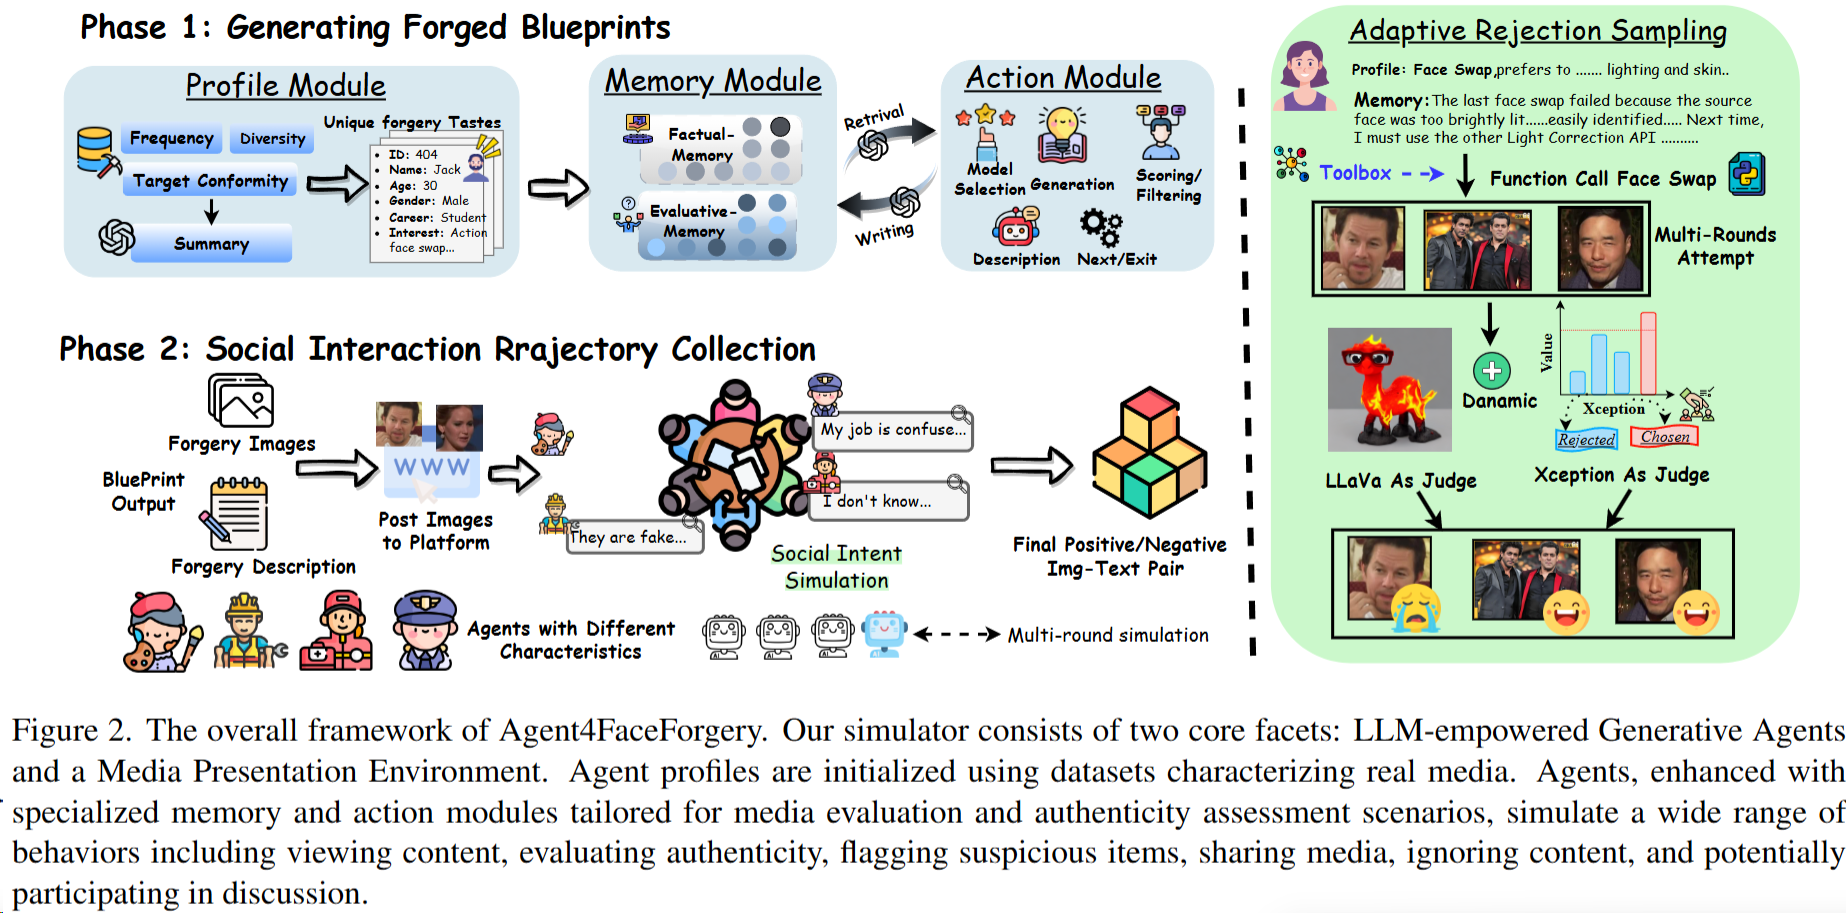 Phase 1: Generating Forged Blueprints
Profile Module
Frequency
Diversity
Target Conformity
Summary
Unique forgery Tastes
• ID: 404
• Name: Jack
• Age: 30
• Gender: Male
• Career: Student
• Interest: Action
face swap...
Memory Module
Factual-
Memory
Evaluative-
Memory
Retrival
Writing
Action Module
Model
Selection
Generation
Scoring/
Filtering
Description
Next/Exit
Phase 2: Social Interaction Rrajectory Collection
Forgery Images
BluePrint
Output
Forgery Description
WWW
Post Images
to Platform
They are fake...
My job is confuse...
I don't know...
Social Intent
Simulation
Final Positive/Negative
Img-Text Pair
Agents with Different
Characteristics
AI
AI
AI
AI
Multi-round simulation
Adaptive Rejection Sampling
Profile: Face Swap,prefers to ....... lighting and skin..
Memory:The last face swap failed because the source
face was too brightly lit......easily identified..... Next time,
I must use the other Light Correction API ..........
Toolbox
Function Call Face Swap
Multi-Rounds
Attempt
Danamic
Value
Xception
Rejected
Chosen
LLaVa As Judge
Xception As Judge
Figure 2. The overall framework of Agent4FaceForgery. Our simulator consists of two core facets: LLM-empowered Generative Agents
and a Media Presentation Environment. Agent profiles are initialized using datasets characterizing real media. Agents, enhanced with
specialized memory and action modules tailored for media evaluation and authenticity assessment scenarios, simulate a wide range of
behaviors including viewing content, evaluating authenticity, flagging suspicious items, sharing media, ignoring content, and potentially
participating in discussion.